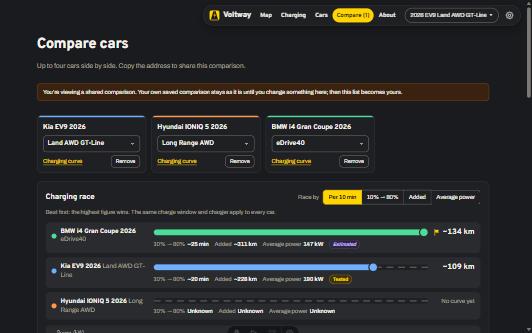 Voltway Map Charging Cars Compare (1) About 2026 EV9 Land AWD GT-Line
Compare cars
Up to four cars side by side. Copy the address to share this comparison.
You're viewing a shared comparison. Your own saved comparison stays as it is until you change something here; then this list becomes yours.
Kia EV9 2026 Hyundai IONIQ 5 2026 BMW i4 Gran Coupe 2026
Land AWD GT-Line Long Range AWD eDrive40
Charging curve Remove Charging curve Remove Charging curve Remove
Charging race Race by Per 10 min 10% → 80% Added Average power
Best first: the highest figure wins. The same charge window and charger apply to every car.
BMW i4 Gran Coupe 2026 ~134 km
eDrive40
10% → 80% ~25 min Added ~311 km Average power 147 kW Estimated
Kia EV9 2026 Land AWD GT-
Line ~109 km
10% → 80% ~20 min Added ~228 km Average power 193 kW Tested
Hyundai IONIQ 5 2026 Long
Range AWD No curve yet
10% → 80% Unknown Added Unknown Average power Unknown